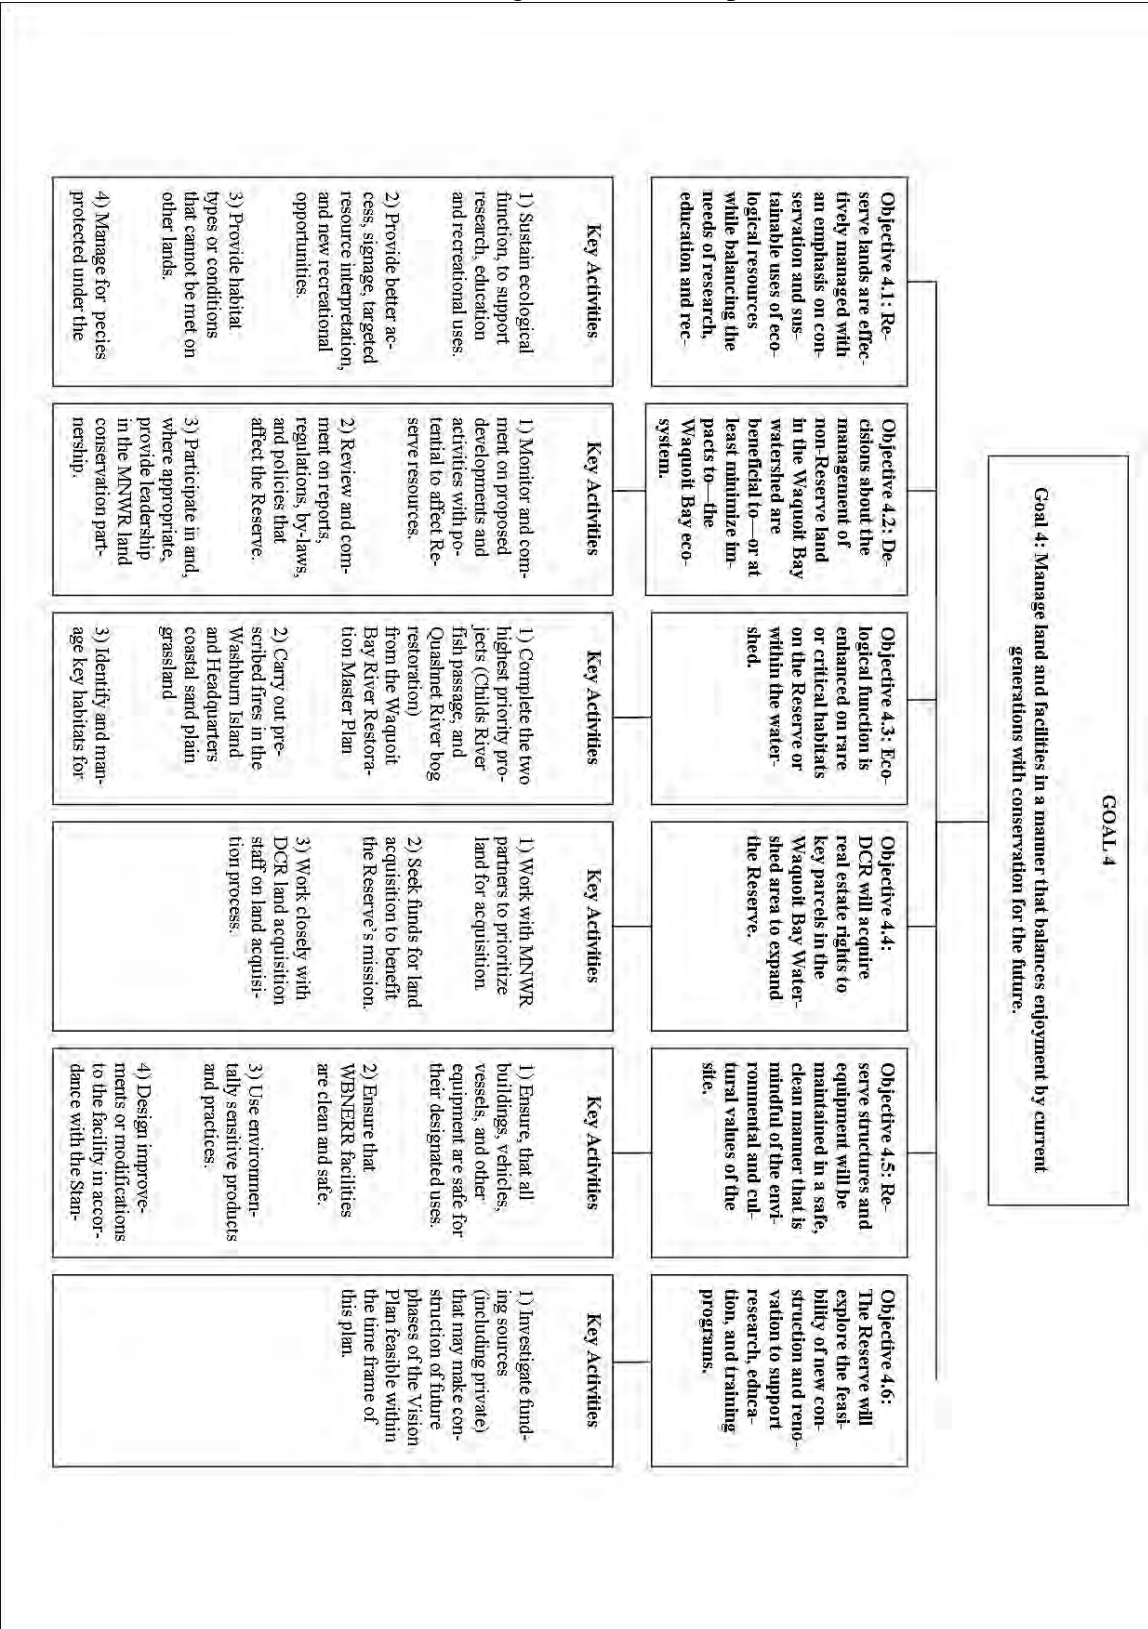 GOAL 4
Goal 4: Manage land and facilities in a manner that balances enjoyment by current
generations with conservation for the future.
Objective 4.1: Re-
serve lands are effec-
tively managed with
an emphasis on con-
servation and sus-
tainable uses of eco-
logical resources
while balancing the
needs of research,
education and rec-
Key Activities
1) Sustain ecological
function, to support
research, education
and recreational uses.
2) Provide better ac-
cess, signage, targeted
resource interpretation,
and new recreational
opportunities.
3) Provide habitat
types or conditions
that cannot be met on
other lands.
4) Manage for pecies
protected under the
Objective 4.2: De-
cisions about the
management of
non-Reserve land
in the Waquoit Bay
watershed are
beneficial to—or at
least minimize im-
pacts to—the
Waquoit Bay eco-
system.
Key Activities
1) Monitor and com-
ment on proposed
developments and
activities with po-
tential to affect Re-
serve resources.
2) Review and com-
ment on reports,
regulations, by-laws,
and policies that
affect the Reserve.
3) Participate in and,
where appropriate,
provide leadership
in the MNWR land
conservation part-
nership.
Objective 4.3: Eco-
logical function is
enhanced on rare
or critical habitats
on the Reserve or
within the water-
shed.
Key Activities
1) Complete the two
highest priority pro-
jects (Childs River
fish passage, and
Quashnet River bog
restoration)
from the Waquoit
Bay River Restora-
tion Master Plan
2) Carry out pre-
scribed fires in the
Washburn Island
and Headquarters
coastal sand plain
grassland
3) Identify and man-
age key habitats for
Objective 4.4:
DCR will acquire
real estate rights to
key parcels in the
Waquoit Bay Water-
shed area to expand
the Reserve.
Key Activities
1) Work with MNWR
partners to prioritize
land for acquisition.
2) Seek funds for land
acquisition to benefit
the Reserve's mission.
3) Work closely with
DCR land acquisition
staff on land acquisi-
tion process.
Objective 4.5: Re-
serve structures and
equipment will be
maintained in a safe,
clean manner that is
mindful of the envi-
ronmental and cul-
tural values of the
site.
Key Activities
1) Ensure, that all
buildings, vehicles,
vessels, and other
equipment are safe for
their designated uses.
2) Ensure that
WBNERR facilities
are clean and safe.
3) Use environmen-
tally sensitive products
and practices.
4) Design improve-
ments or modifications
to the facility in accor-
dance with the Stan-
Objective 4.6:
The Reserve will
explore the feasi-
bility of new con-
struction and reno-
vation to support
research, educa-
tion, and training
programs.
Key Activities
1) Investigate fund-
ing sources
(including private)
that may make con-
struction of future
phases of the Vision
Plan feasible within
the time frame of
this plan.